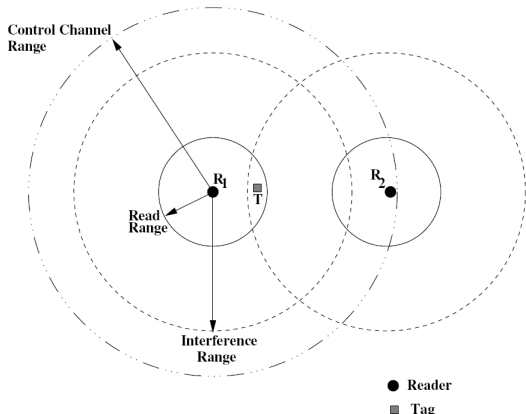 Control Channel
Range
R1
R2
T
Read
Range
Interference
Range
Reader
Tag